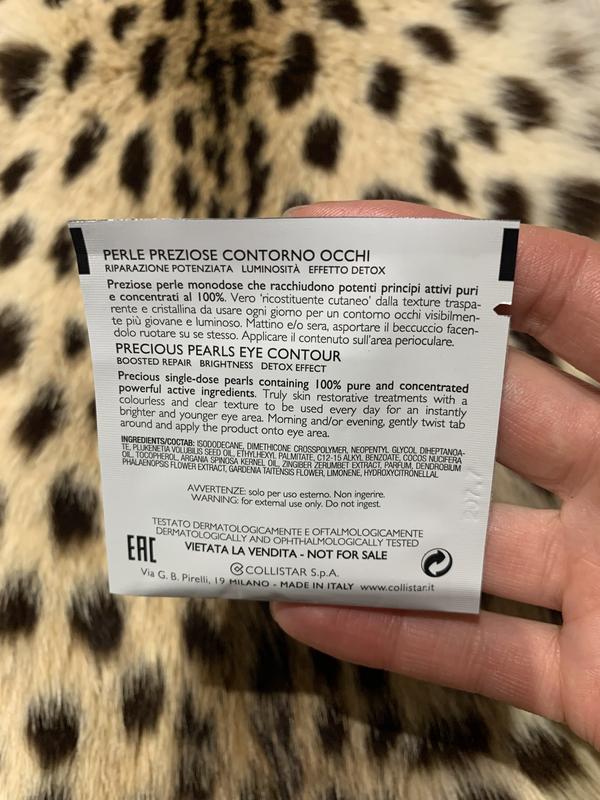 PERLE PREZIOSE CONTORNO OCCHI
RIPARAZIONE POTENZIATA LUMINOSITÀ EFFETTO DETOX
Preziose perle monodose che racchiudono potenti principi attivi puri
e concentrati al 100%. Vero 'ricostituente cutaneo' dalla texture traspa-
rente e cristallina da usare ogni giorno per un contorno occhi visibilmen-
te più giovane e luminoso. Mattino e/o sera, asportare il beccuccio facen-
dolo ruotare su se stesso. Applicare il contenuto sull'area perioculare.
PRECIOUS PEARLS EYE CONTOUR
BOOSTED REPAIR BRIGHTNESS DETOX EFFECT
Precious single-dose pearls containing 100% pure and concentrated
powerful active ingredients. Truly skin restorative treatments with a
colourless and clear texture to be used every day for an instantly
brighter and younger eye area. Morning and/or evening, gently twist tab
around and apply the product onto eye area.
INGREDIENTS/COCTAB: ISODODECANE, DIMETHICONE CROSSPOLYMER, NEOPENTYL GLYCOL DIHEPTANOA-
TE, PLUKENETIA VOLUBILIS SEED OIL, ETHYLHEXYL PALMITATE, C12-15 ALKYL BENZOATE, COCOS NUCIFERA
OIL, TOCOPHEROL, ARGANIA SPINOSA KERNEL OIL, ZINGIBER ZERUMBET EXTRACT, PARFUM, DENDROBIUM
PHALAENOPSIS FLOWER EXTRACT, GARDENIA TAITENSIS FLOWER, LIMONENE, HYDROXYCITRONELLAL
AVVERTENZE: solo per uso esterno. Non ingerire.
WARNING: for external use only. Do not ingest.
TESTATO DERMATOLOGICAMENTE E OFTALMOLOGICAMENTE
DERMATOLOGICALLY AND OPHTHALMOLOGICALLY TESTED
EAC VIETATA LA VENDITA - NOT FOR SALE
COLLISTAR S.p.A.
Via G. B. Pirelli, 19 MILANO - MADE IN ITALY www.collistar.it